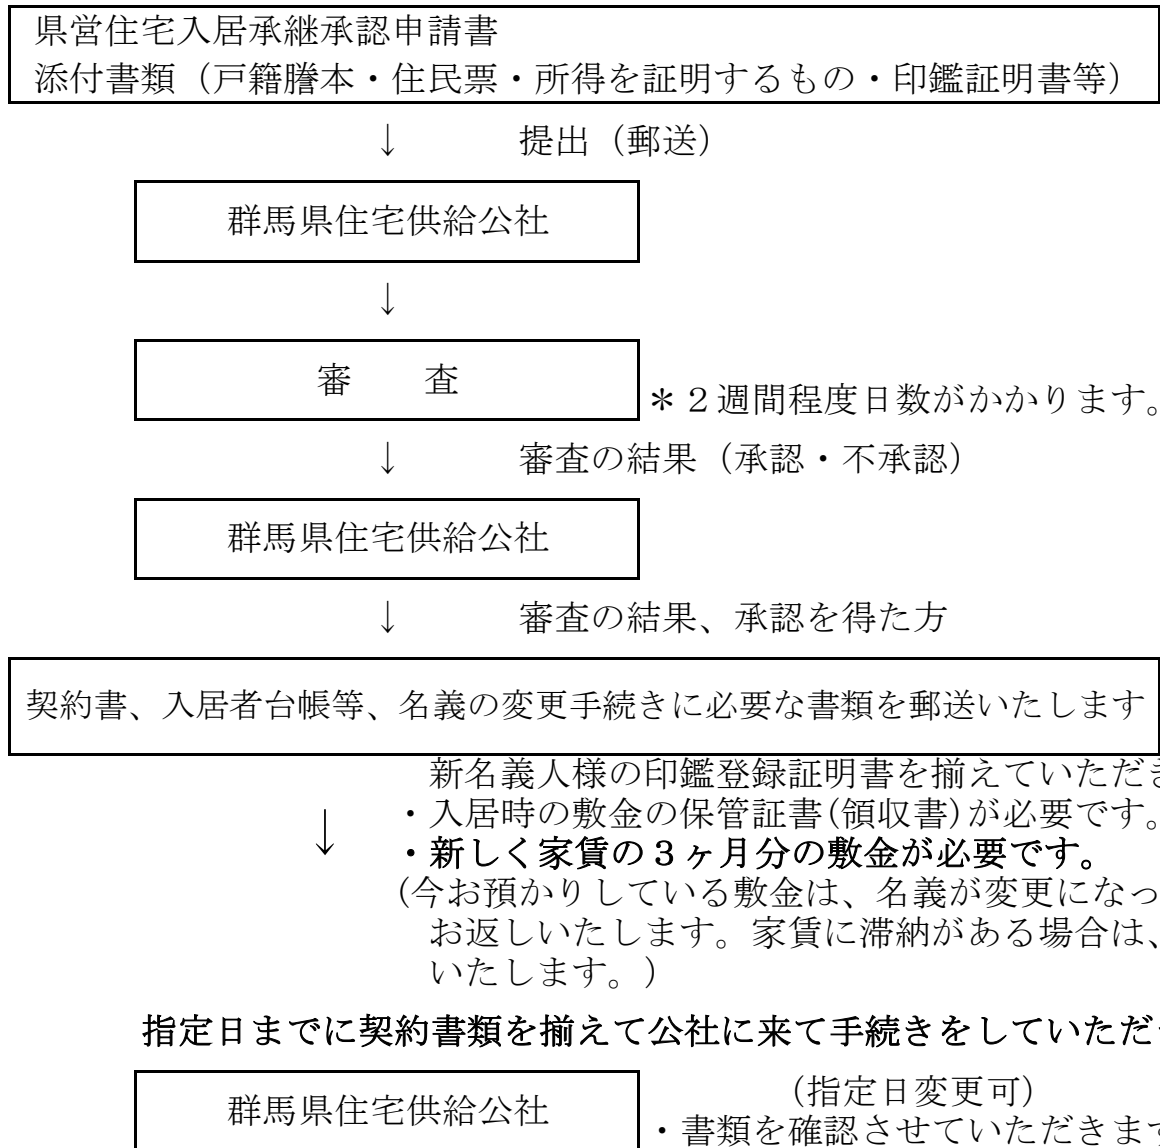 県営住宅入居承継承認申請書
添付書類（戸籍謄本・住民票・所得を証明するもの・印鑑証明書等）
↓　提出（郵送）
群馬県住宅供給公社
↓
審　査
＊２週間程度日数がかかります。
↓　審査の結果（承認・不承認）
群馬県住宅供給公社
↓　審査の結果、承認を得た方
契約書、入居者台帳等、名義の変更手続きに必要な書類を郵送いたします
新名義人様の印鑑登録証明書を揃えていただき
・入居時の敷金の保管証書(領収書)が必要です。
↓
・新しく家賃の３ヶ月分の敷金が必要です。
(今お預かりしている敷金は、名義が変更になっ
お返しいたします。家賃に滞納がある場合は、
いたします。)
指定日までに契約書類を揃えて公社に来て手続きをしていただ
群馬県住宅供給公社
（指定日変更可）
・書類を確認させていただきます